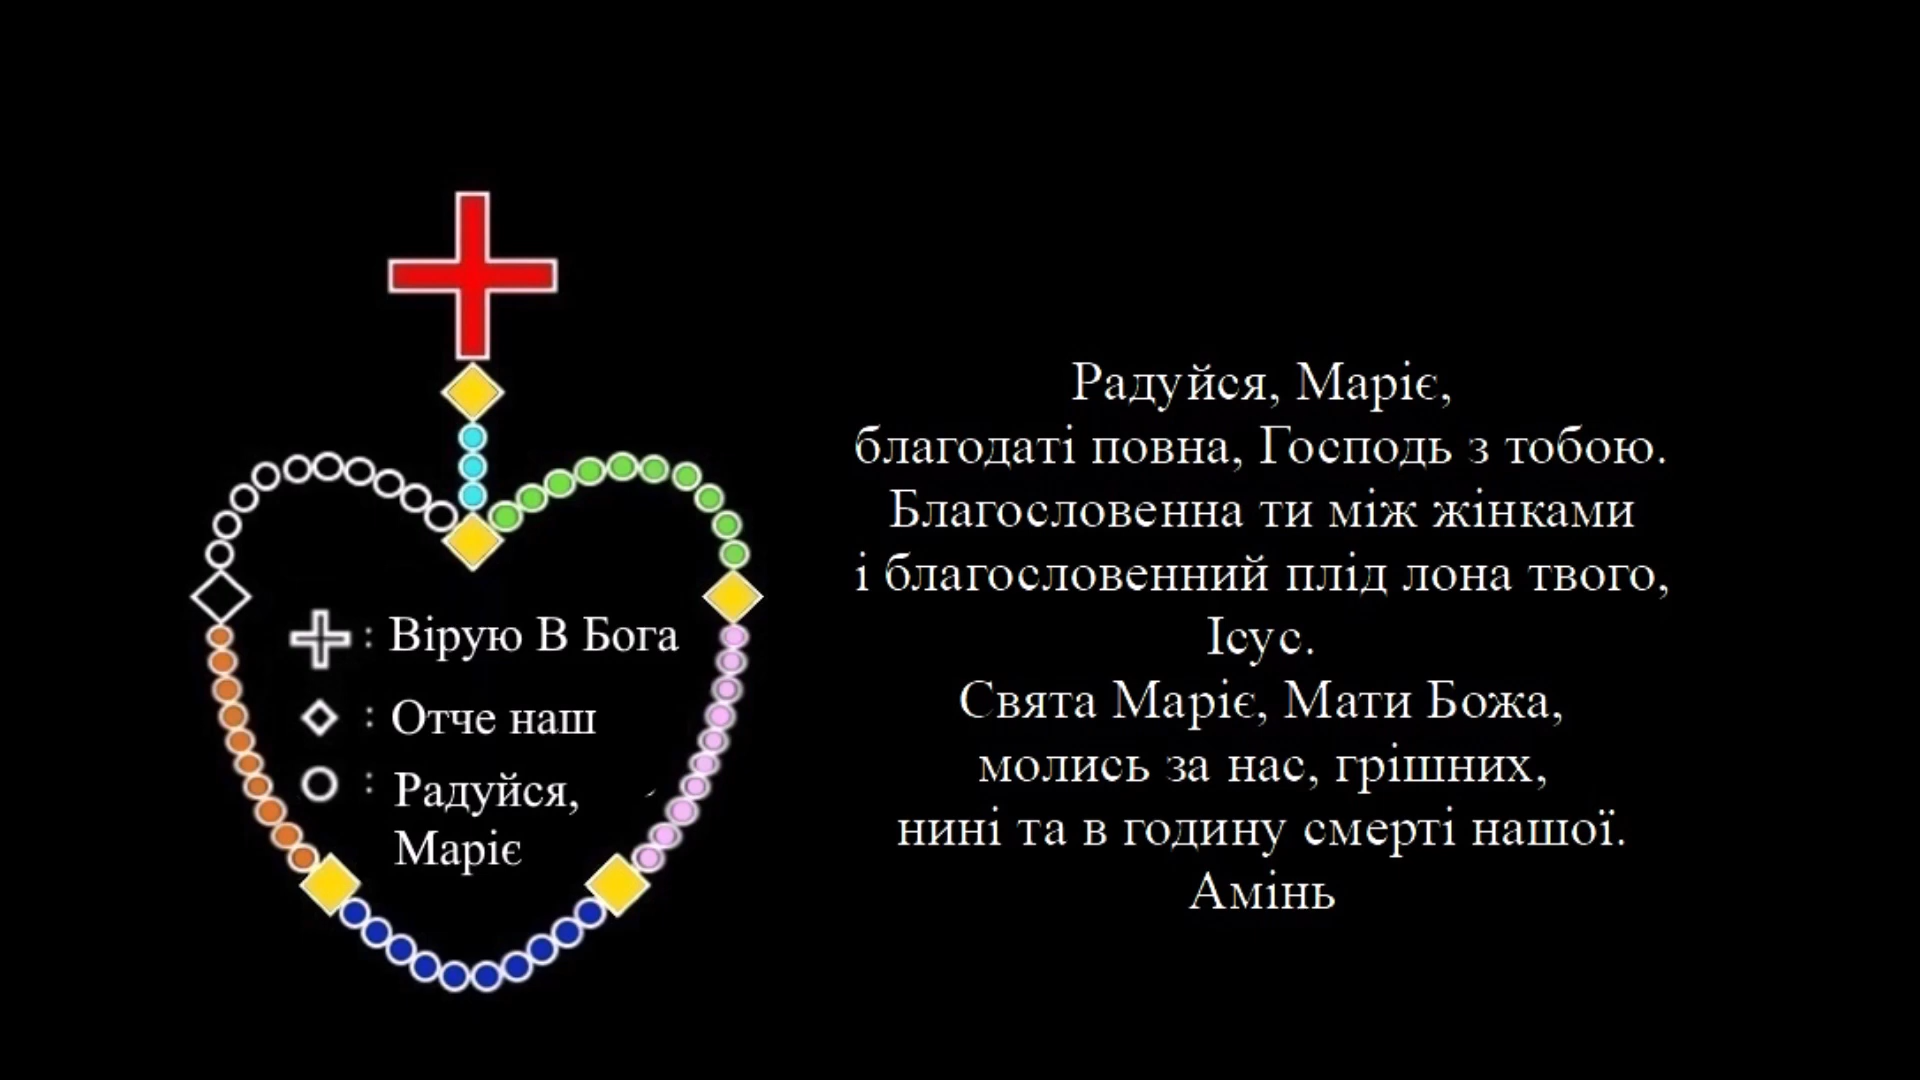 : Вірую В Бога
: Отче наш
: Радуйся,
Маріє
Радуйся, Маріє,
благодаті повна, Господь з тобою.
Благословенна ти між жінками
і благословенний плід лона твого,
Ісус.
Свята Маріє, Мати Божа,
молись за нас, грішних,
нині та в годину смерті нашої.
Амінь